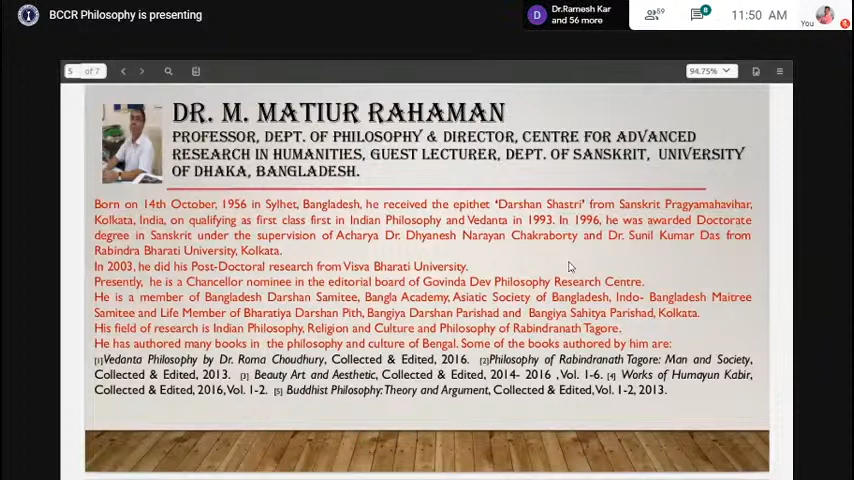 BCCR Philosophy is presenting
D
Dr.Ramesh Kar
and 56 more
59
8
11:50 AM
You
5 of 7
94.75%
DR. M. MATIUR RAHAMAN
PROFESSOR, DEPT. OF PHILOSOPHY & DIRECTOR, CENTRE FOR ADVANCED
RESEARCH IN HUMANITIES, GUEST LECTURER, DEPT. OF SANSKRIT, UNIVERSITY
OF DHAKA, BANGLADESH.
Born on 14th October, 1956 in Sylhet, Bangladesh, he received the epithet ‘Darshan Shastri’ from Sanskrit Pragyamahavihar,
Kolkata, India, on qualifying as first class first in Indian Philosophy and Vedanta in 1993. In 1996, he was awarded Doctorate
degree in Sanskrit under the supervision of Acharya Dr. Dhyanesh Narayan Chakraborty and Dr. Sunil Kumar Das from
Rabindra Bharati University, Kolkata.
In 2003, he did his Post-Doctoral research from Visva Bharati University.
Presently, he is a Chancellor nominee in the editorial board of Govinda Dev Philosophy Research Centre.
He is a member of Bangladesh Darshan Samitee, Bangla Academy, Asiatic Society of Bangladesh, Indo- Bangladesh Maitree
Samitee and Life Member of Bharatiya Darshan Pith, Bangiya Darshan Parishad and Bangiya Sahitya Parishad, Kolkata.
His field of research is Indian Philosophy, Religion and Culture and Philosophy of Rabindranath Tagore.
He has authored many books in the philosophy and culture of Bengal. Some of the books authored by him are:
[1]Vedanta Philosophy by Dr. Roma Choudhury, Collected & Edited, 2016. [2]Philosophy of Rabindranath Tagore: Man and Society,
Collected & Edited, 2013. [3] Beauty Art and Aesthetic, Collected & Edited, 2014- 2016 ,Vol. 1-6. [4] Works of Humayun Kabir,
Collected & Edited, 2016, Vol. 1-2. [5] Buddhist Philosophy: Theory and Argument, Collected & Edited, Vol. 1-2, 2013.